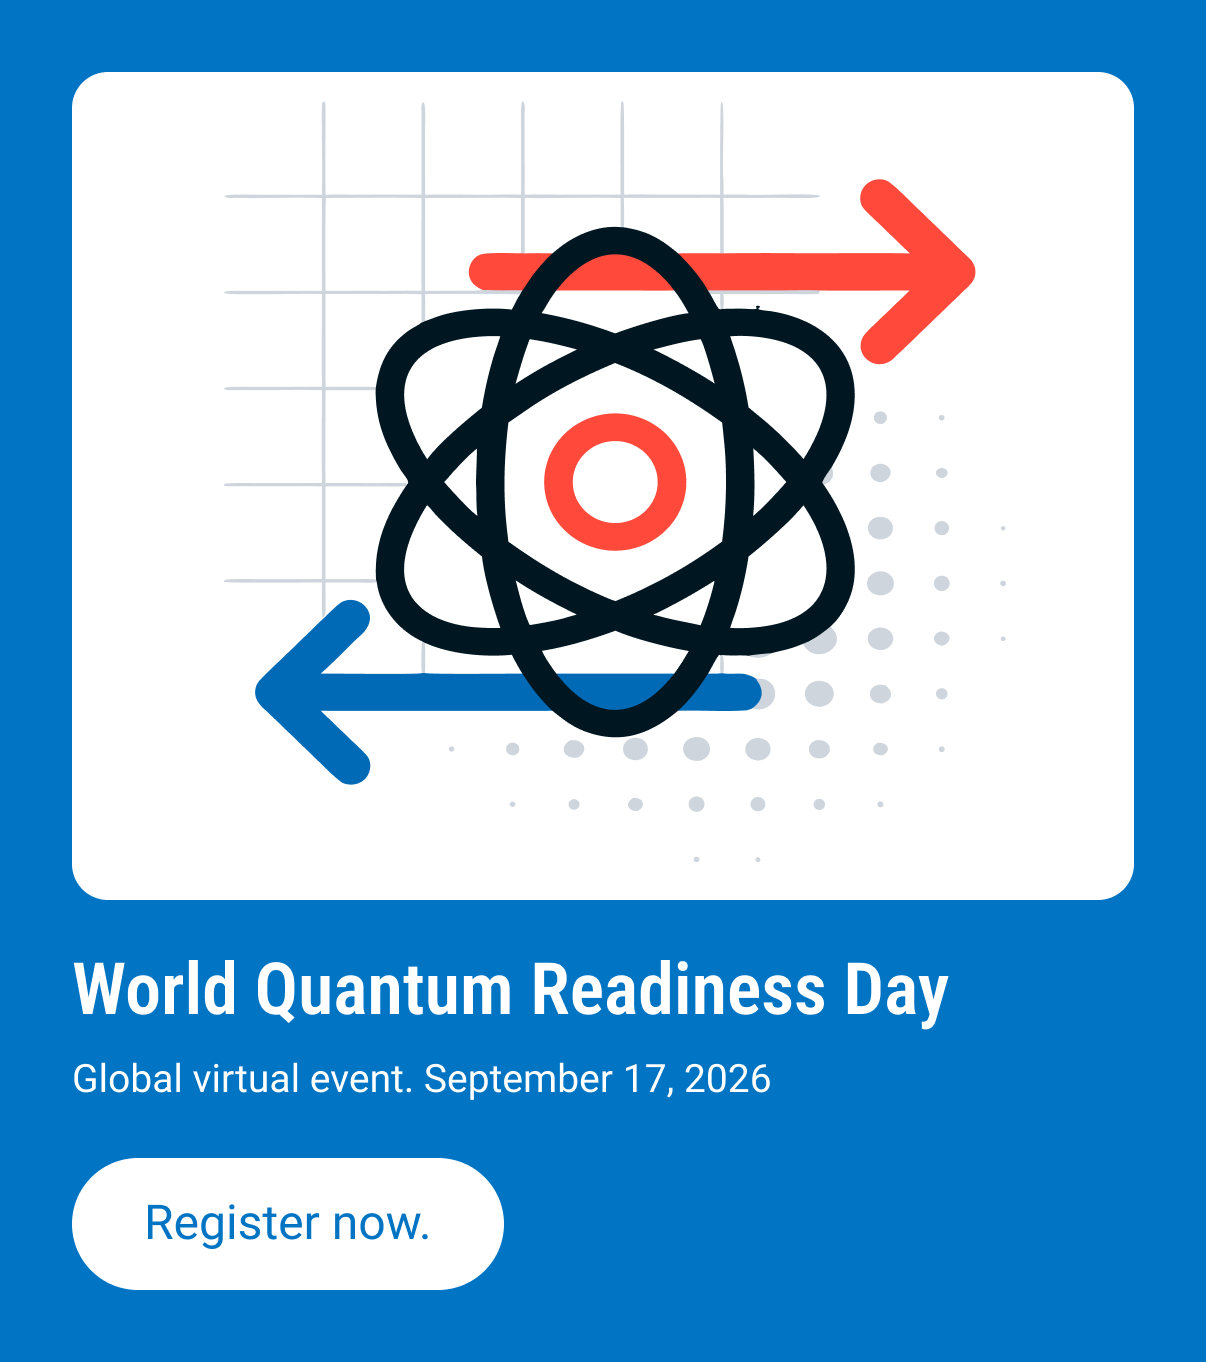 World Quantum Readiness Day
Global virtual event. September 17, 2026
Register now.